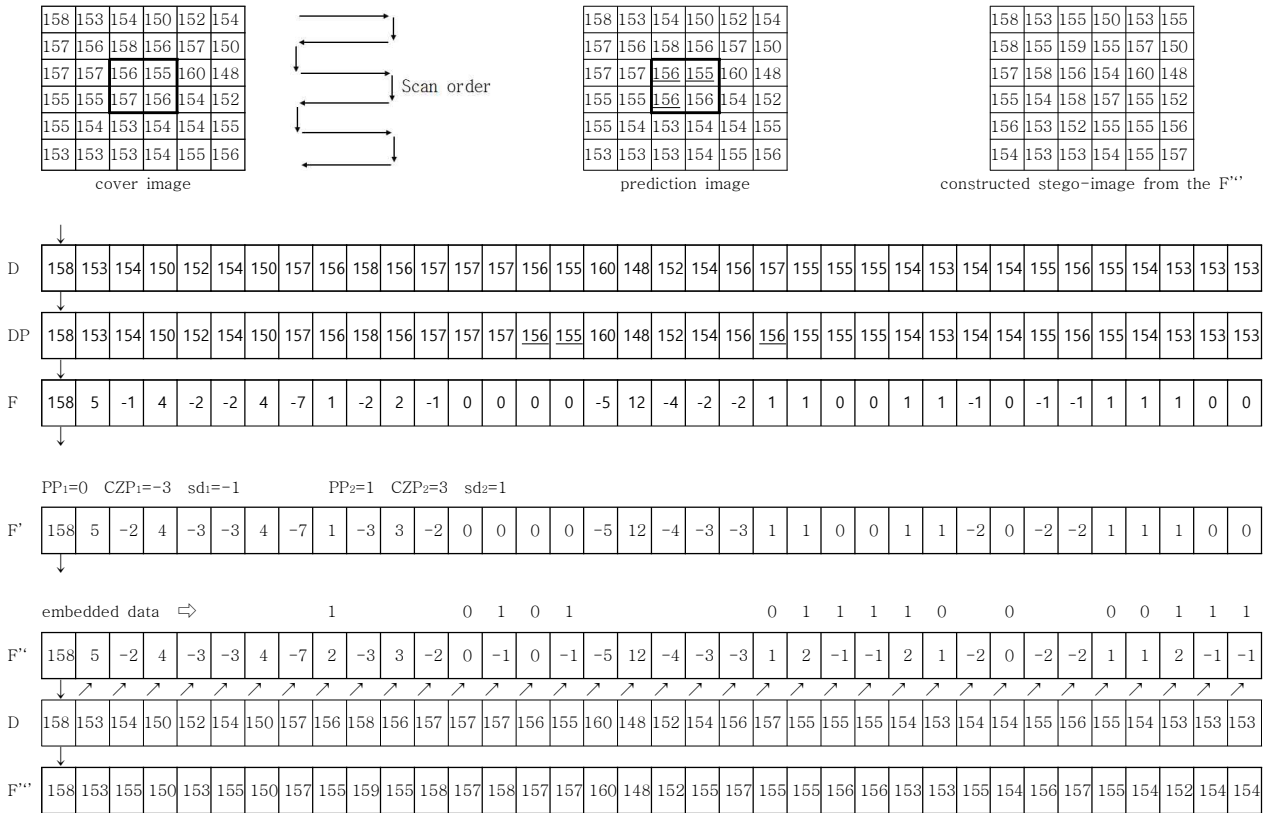 158 153 154 150 152 154
157 156 158 156 157 150
157 157 156 155 160 148
155 155 157 156 154 152
155 154 153 154 154 155
153 153 153 154 155 156
cover image
Scan order
158 153 154 150 152 154
157 156 158 156 157 150
157 157 156 155 160 148
155 155 156 156 154 152
155 154 153 154 154 155
153 153 153 154 155 156
prediction image
158 153 155 150 153 155
158 155 159 155 157 150
157 158 156 154 160 148
155 154 158 157 155 152
156 153 152 155 155 156
154 153 153 154 155 157
constructed stego-image from the F'‘’
D 158 153 154 150 152 154 150 157 156 158 156 157 157 157 156 155 160 148 152 154 156 157 155 155 155 154 153 154 154 155 156 155 154 153 153 153
DP 158 153 154 150 152 154 150 157 156 158 156 157 157 157 156 155 160 148 152 154 156 156 155 155 155 154 153 154 154 155 156 155 154 153 153 153
F 158 5 -1 4 -2 -2 4 -7 1 -2 2 -1 0 0 0 0 -5 12 -4 -2 -2 1 1 0 0 1 1 -1 0 -1 -1 1 1 1 0 0
PP₁=0 CZP₁=-3 sd₁=-1 PP₂=1 CZP₂=3 sd₂=1
F' 158 5 -2 4 -3 -3 4 -7 1 -3 3 -2 0 0 0 0 -5 12 -4 -3 -3 1 1 0 0 1 1 -2 0 -2 -2 1 1 1 0 0
embedded data ⇨ 1 0 1 0 1 0 1 1 1 1 0 0 0 0 1 1 1
F'‘ 158 5 -2 4 -3 -3 4 -7 2 -3 3 -2 0 -1 0 -1 -5 12 -4 -3 -3 1 2 -1 -1 2 1 -2 0 -2 -2 1 1 2 -1 -1
D 158 153 154 150 152 154 150 157 156 158 156 157 157 157 156 155 160 148 152 154 156 157 155 155 155 154 153 154 154 155 156 155 154 153 153 153
F'‘’ 158 153 155 150 153 155 150 157 155 159 155 158 157 158 157 157 160 148 152 155 157 155 155 156 156 153 153 155 154 156 157 155 154 152 154 154